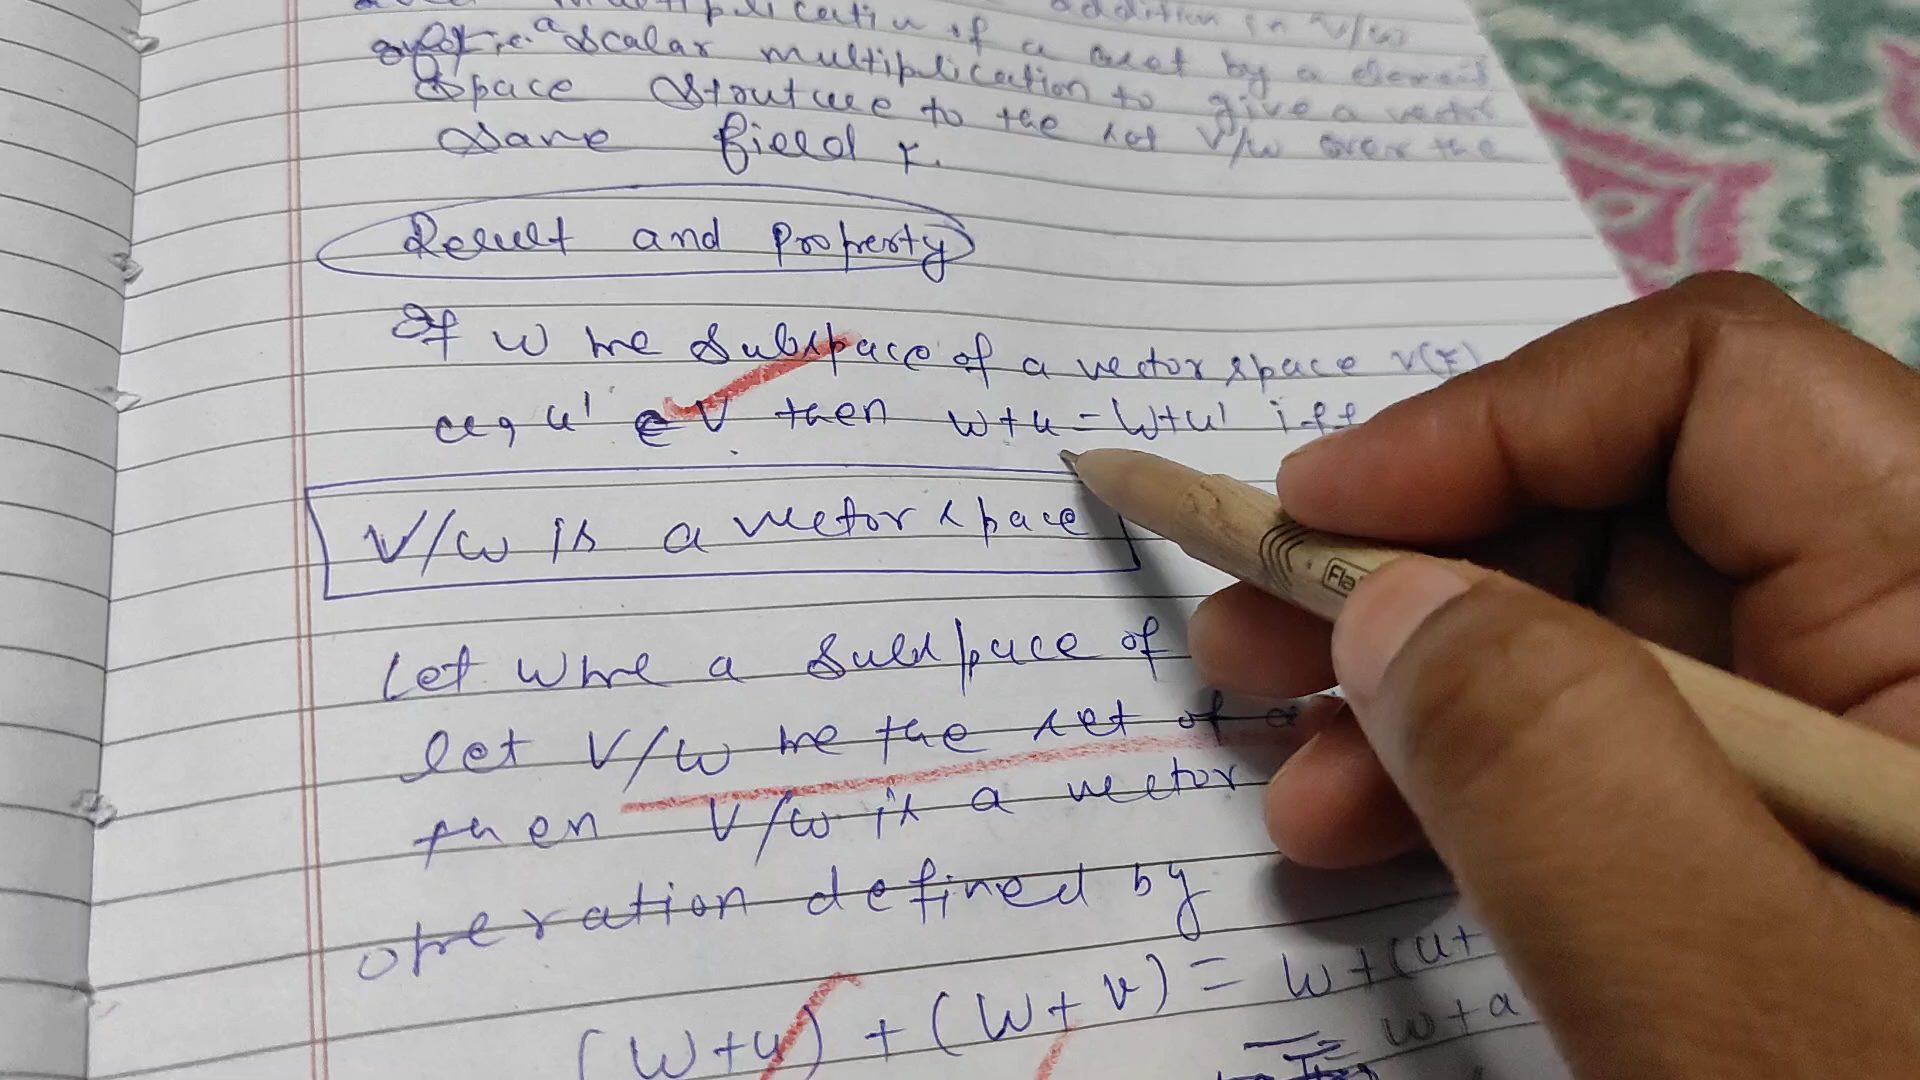 multiplication of a coset by a element
i.e. a scalar multiplication to give a vector
space structure to the set V/W over the
same field F.
Result and Property
If W be subspace of a vector space V(F)
u, u' ∈ V then W+u = W+u' iff
V/W is a vector space
Let W be a subspace of
let V/W be the set of
then V/W is a vector
operation defined by
(W+u) + (W+v) = W+(u+
W+a
Fla